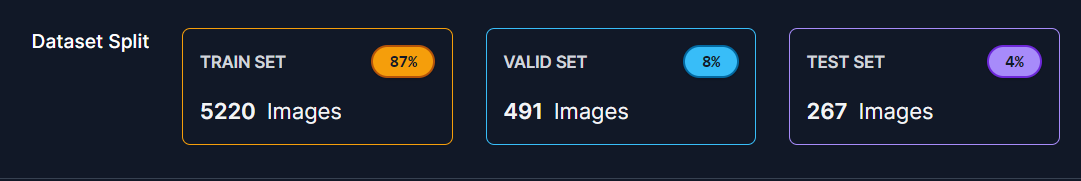 Dataset Split
TRAIN SET 87%
5220 Images
VALID SET 8%
491 Images
TEST SET 4%
267 Images